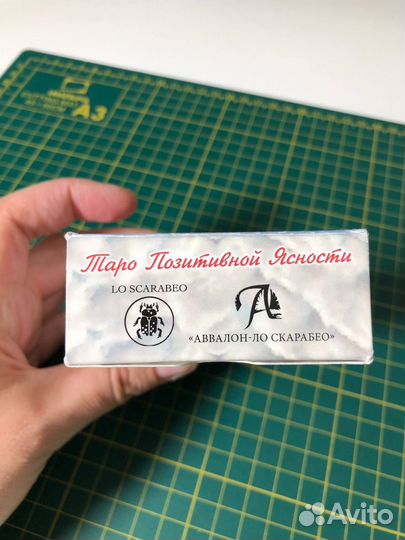 A3
Таро Позитивной Ясности
LO SCARABEO
«АВВАЛОН-ЛО СКАРАБЕО»
Avito